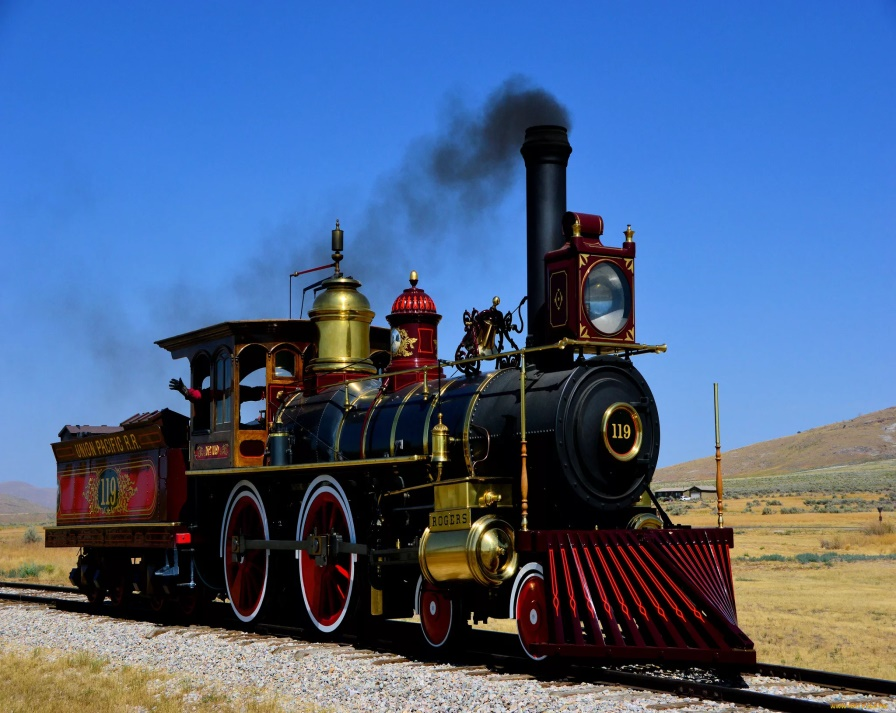 UNION PACIFIC R.R.
119
119
ROGERS